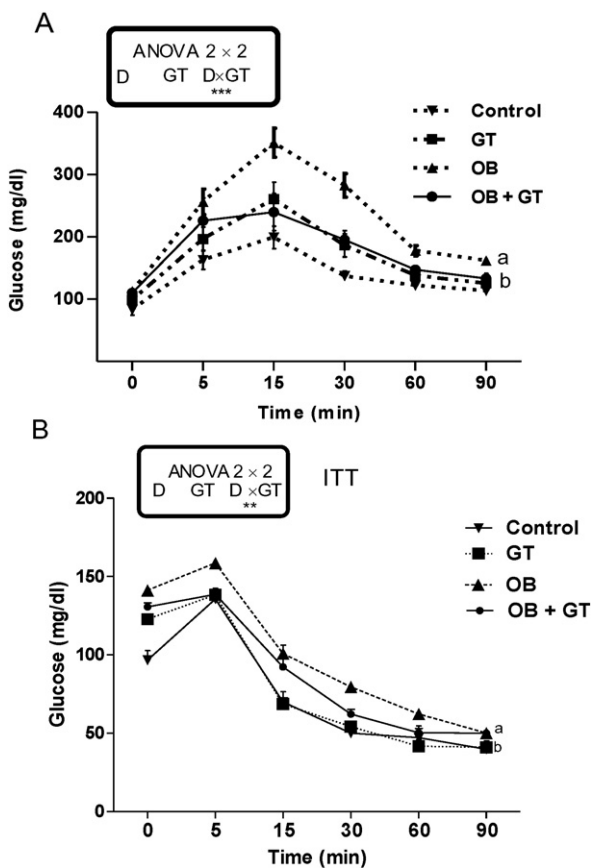 A
ANOVA 2 × 2
D GT D×GT
***
Control
GT
OB
OB + GT
400
300
200
100
Glucose (mg/dl)
a
b
0 5 15 30 60 90
Time (min)
B
ANOVA 2 × 2
D GT D ×GT
**
ITT
Control
GT
OB
OB + GT
200
150
100
50
0
Glucose (mg/dl)
a
b
0 5 15 30 60 90
Time (min)